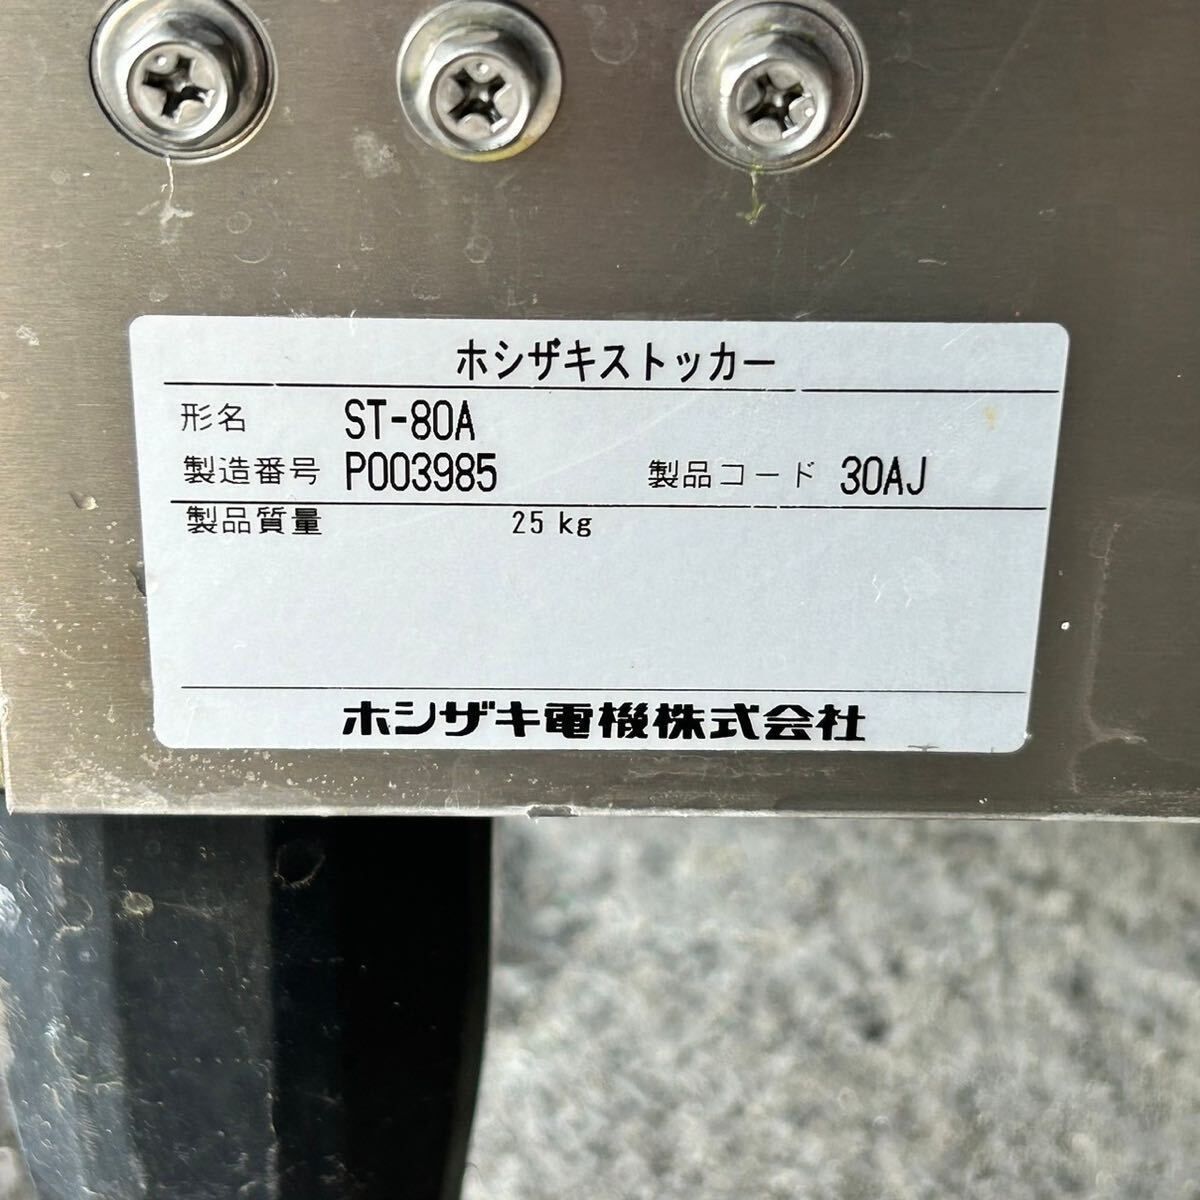 ホシザキストッカー
形名 ST-80A
製造番号 P003985 製品コード 30AJ
製品質量 25 kg
ホシザキ電機株式会社